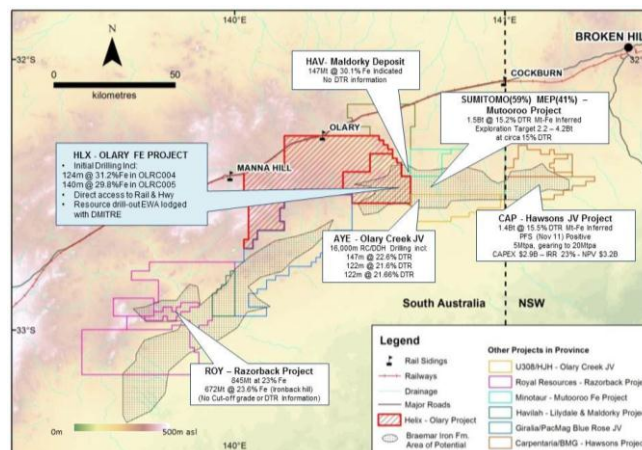 140°E
141°E
32°S
N
0
50
kilometres
BROKEN HIL
32°
COCKBURN
OLARY
MANNA HILL
HAV- Maldorky Deposit
147Mt @ 30.1% Fe Indicated
No DTR information
SUMITOMO(59%) MEP(41%) –
Mutooroo Project
1.5Bt @ 15.2% DTR Mt-Fe Inferred
Exploration Target 2.2 – 4.2Bt
at circa 15% DTR
HLX - OLARY FE PROJECT
• Initial Drilling Inc:
124m @ 31.2%Fe in OLRC004
140m @ 29.8%Fe in OLRC005
• Direct access to Rail & Hwy
• Resource drill-out EWA lodged
with DMITRE
CAP - Hawsons JV Project
1.4Bt @ 15.5% DTR Mt-Fe Inferred
PFS (Nov 11) Positive
5Mtpa, gearing to 20Mtpa
CAPEX $2.9B – IRR 23% - NPV $3.2B
AYE - Olary Creek JV
16,000m RC/DDH Drilling incl:
147m @ 22.6% DTR
122m @ 21.6% DTR
122m @ 21.66% DTR
South Australia
NSW
33°S
ROY – Razorback Project
845Mt at 23% Fe
672Mt @ 23.6% Fe (Ironback hill)
(No Cut-off grade or DTR Information)
0m
500m asl
140°E
Legend
Rail Sidings
Railways
Drainage
Major Roads
Helix - Olary Project
Braemar Iron Fm.
Area of Potential
Other Projects in Province
U308/HJH - Olary Creek JV
Royal Resources - Razorback Proje
Minotaur - Mutooroo Fe Project
Havilah - Lilydale & Maldorky Proje
Giralia/PacMag Blue Rose JV
Carpentaria/BMG - Hawsons Proje